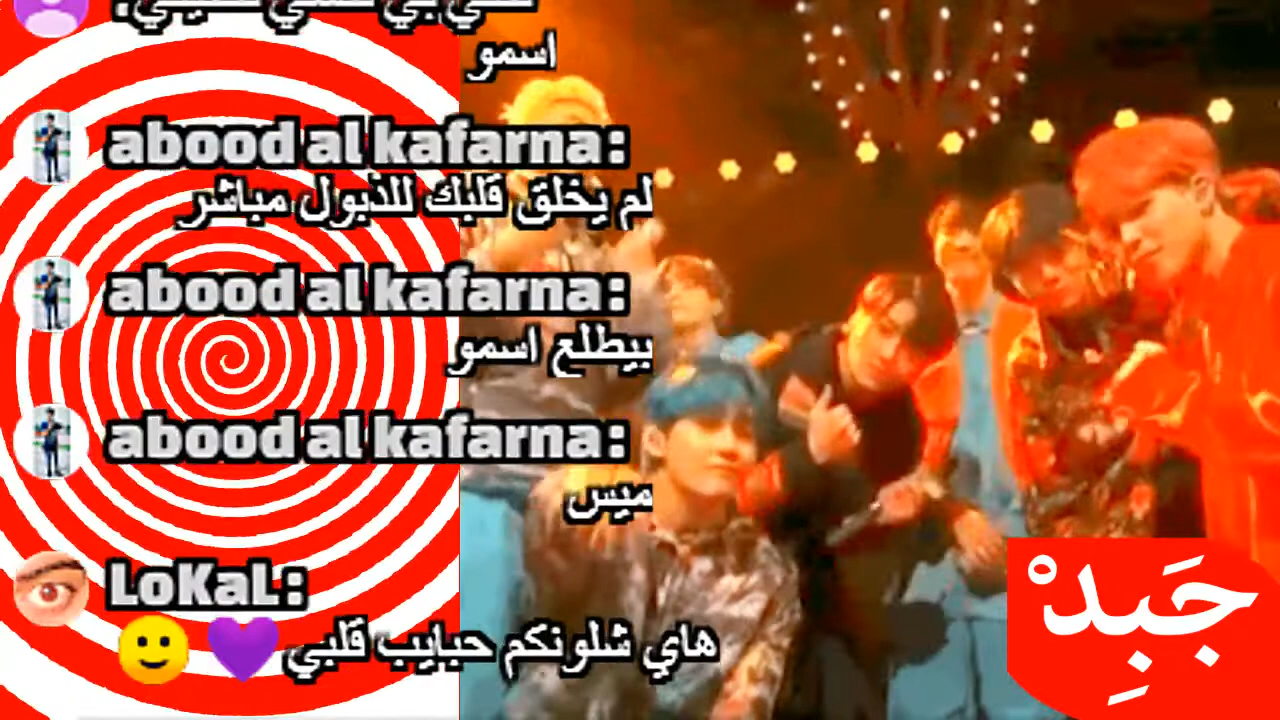 اسمو
abood al kafarna:
لم يخلق قلبك للذبول مباشر
abood al kafarna:
بيطلع اسمو
abood al kafarna:
ميس
LoKaL:
هاي شلونكم حبايب قلبي 💜 🙂
جَبِدْ